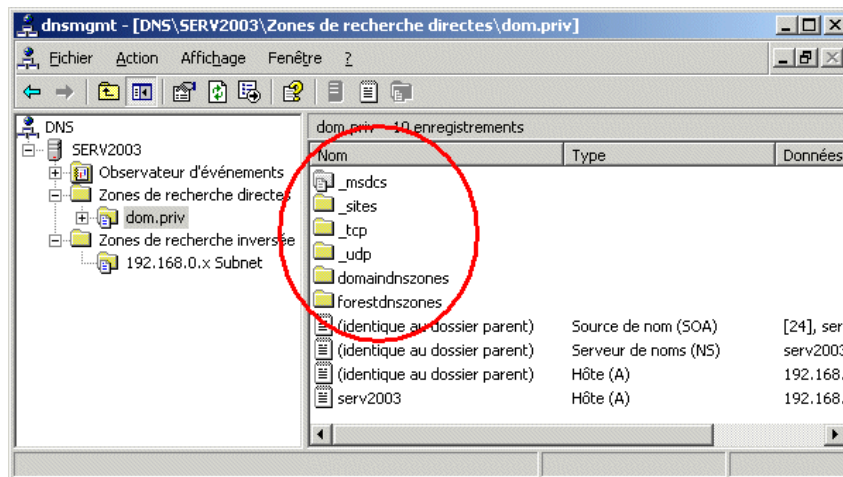 dnsmgmt - [DNS\SERV2003\Zones de recherche directes\dom.priv]
Fichier Action Affichage Fenêtre ?
DNS
SERV2003
Observateur d'événements
Zones de recherche directes
dom.priv
Zones de recherche inversée
192.168.0.x Subnet
dom.priv 10 enregistrements
Nom Type Données
_msdcs
_sites
_tcp
_udp
domaindnszones
forestdnszones
(identique au dossier parent) Source de nom (SOA) [24], ser
(identique au dossier parent) Serveur de noms (NS) serv2003
(identique au dossier parent) Hôte (A) 192.168.
serv2003 Hôte (A) 192.168.